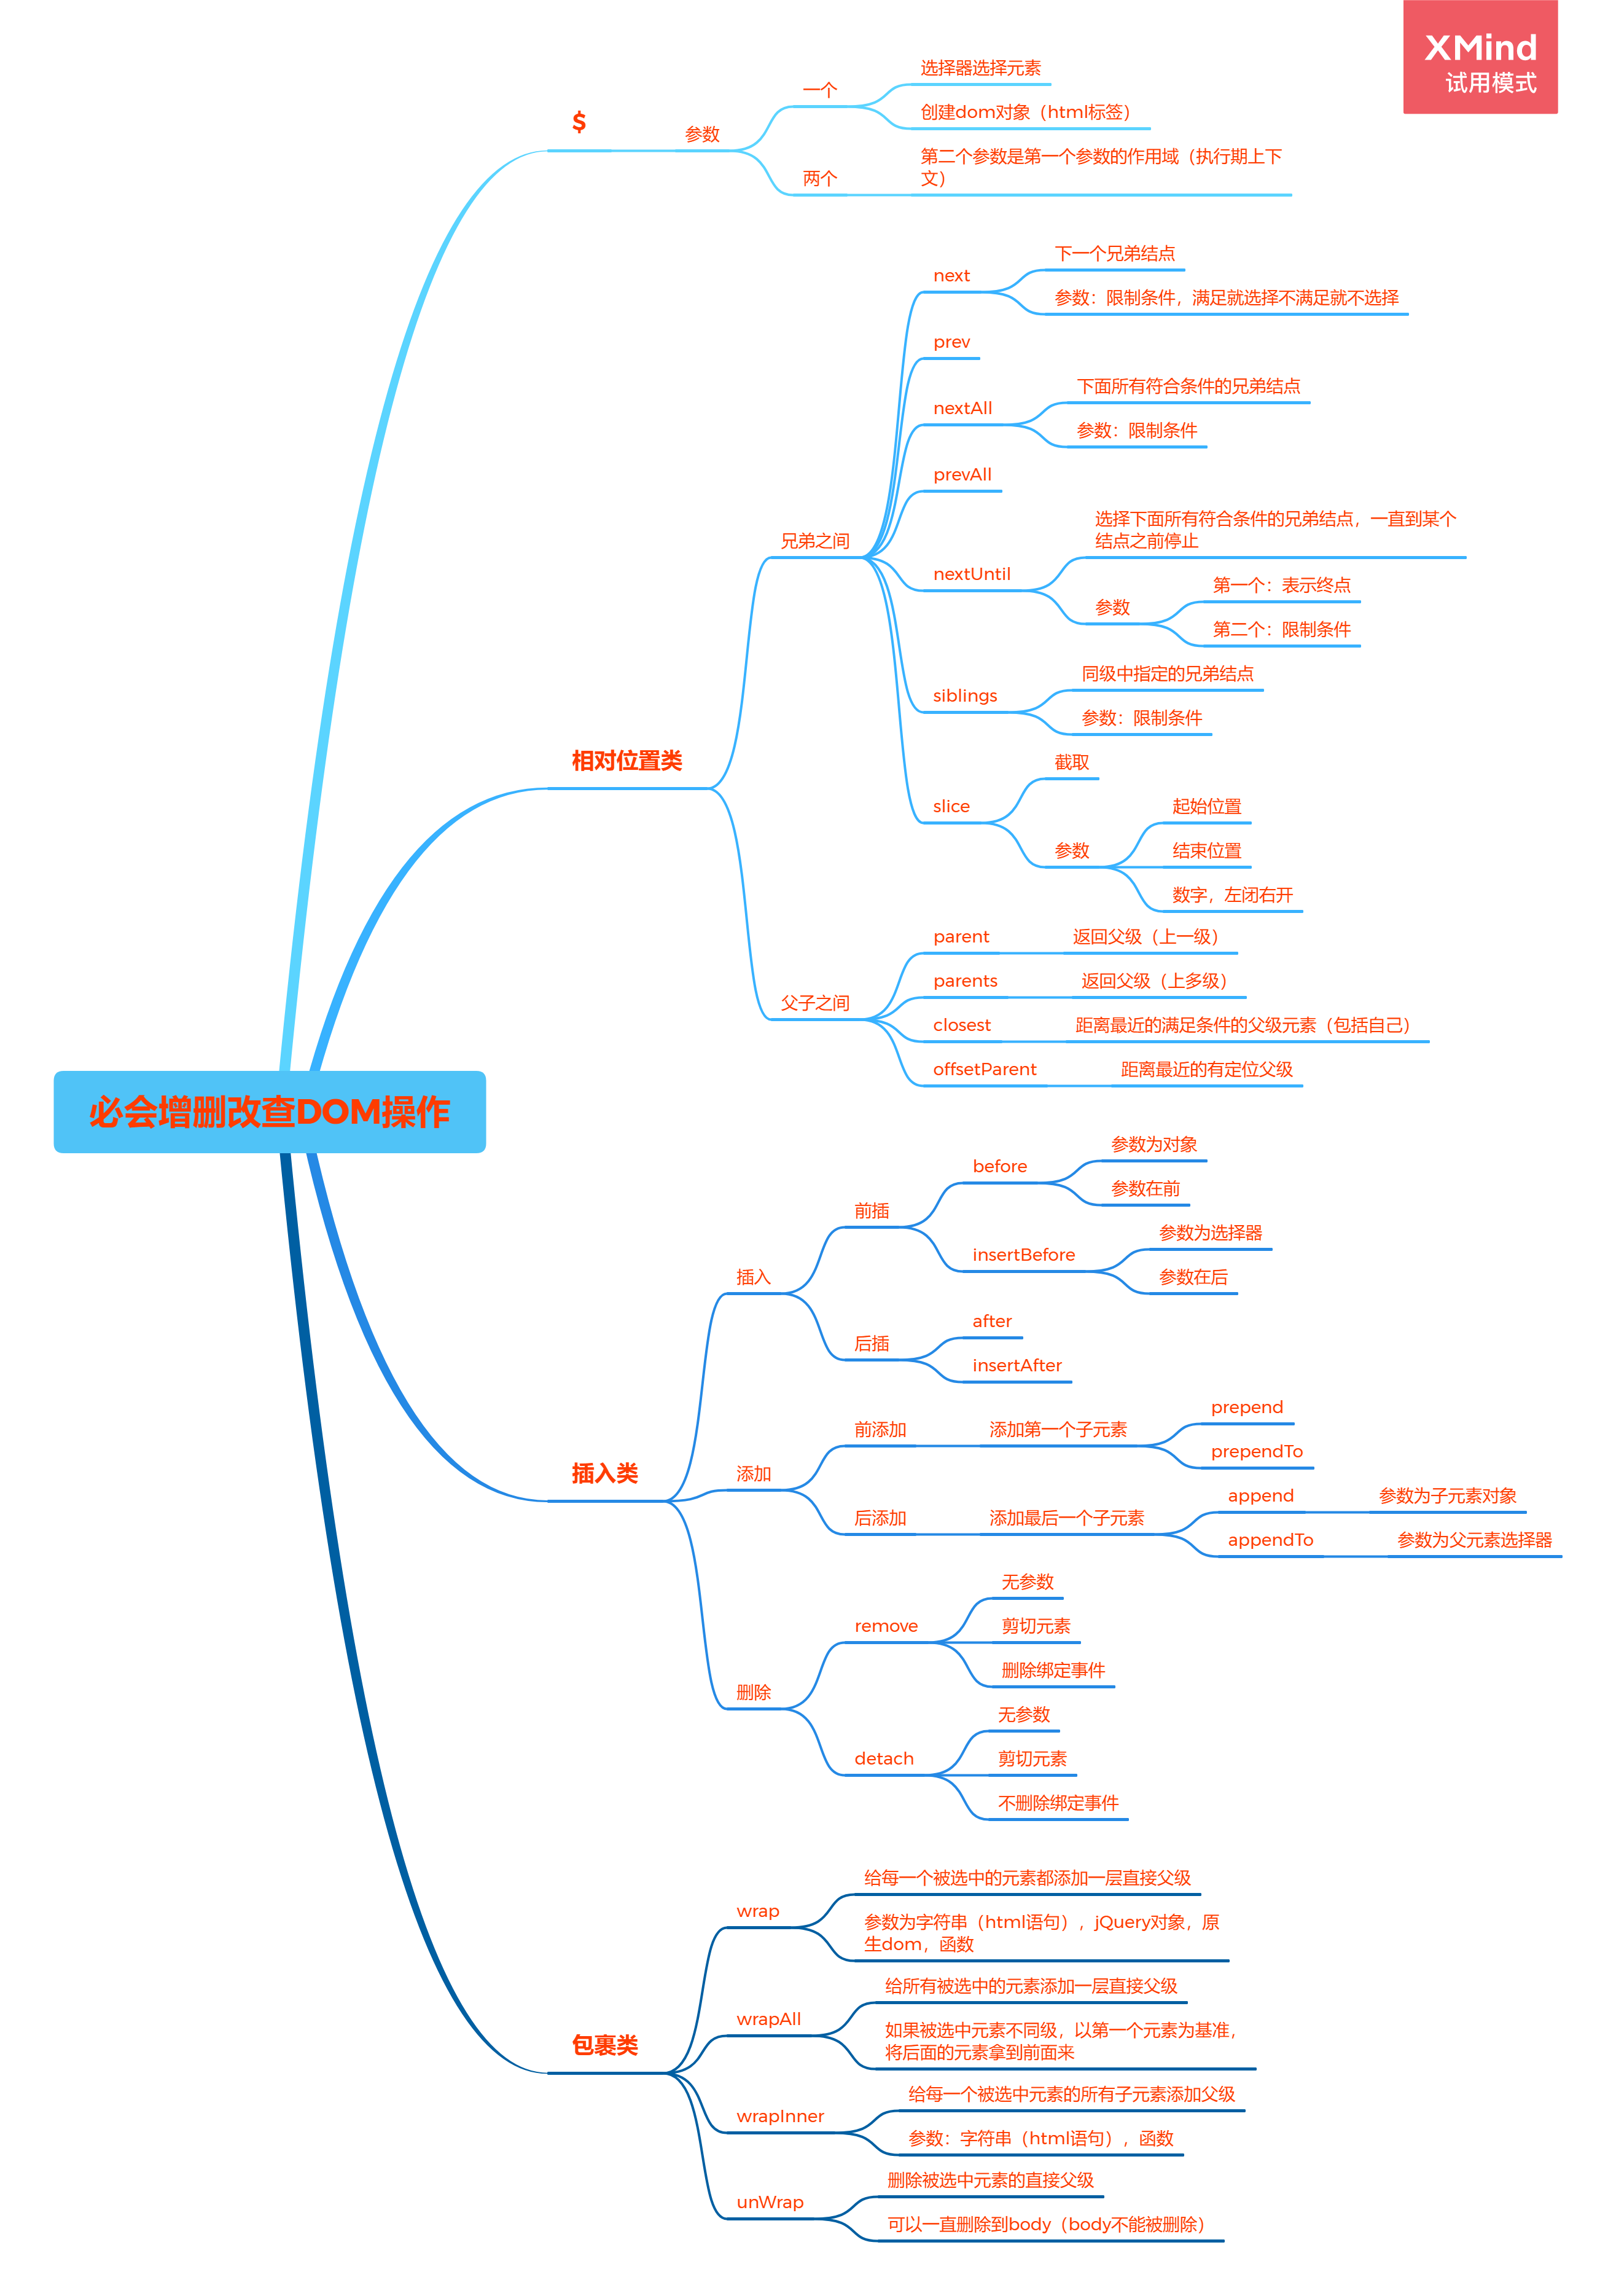 XMind
试用模式
必会增删改查DOM操作
$
参数
一个
选择器选择元素
创建dom对象（html标签）
两个
第二个参数是第一个参数的作用域（执行期上下
文）
相对位置类
兄弟之间
next
下一个兄弟结点
参数：限制条件，满足就选择不满足就不选择
prev
nextAll
下面所有符合条件的兄弟结点
参数：限制条件
prevAll
nextUntil
选择下面所有符合条件的兄弟结点，一直到某个
结点之前停止
参数
第一个：表示终点
第二个：限制条件
siblings
同级中指定的兄弟结点
参数：限制条件
slice
截取
参数
起始位置
结束位置
数字，左闭右开
父子之间
parent
返回父级（上一级）
parents
返回父级（上多级）
closest
距离最近的满足条件的父级元素（包括自己）
offsetParent
距离最近的有定位父级
插入类
插入
前插
before
参数为对象
参数在前
insertBefore
参数为选择器
参数在后
后插
after
insertAfter
添加
前添加
添加第一个子元素
prepend
prependTo
后添加
添加最后一个子元素
append
参数为子元素对象
appendTo
参数为父元素选择器
删除
remove
无参数
剪切元素
删除绑定事件
detach
无参数
剪切元素
不删除绑定事件
包裹类
wrap
给每一个被选中的元素都添加一层直接父级
参数为字符串（html语句），jQuery对象，原
生dom，函数
wrapAll
给所有被选中的元素添加一层直接父级
如果被选中元素不同级，以第一个元素为基准，
将后面的元素拿到前面来
wrapInner
给每一个被选中元素的所有子元素添加父级
参数：字符串（html语句），函数
unWrap
删除被选中元素的直接父级
可以一直删除到body（body不能被删除）